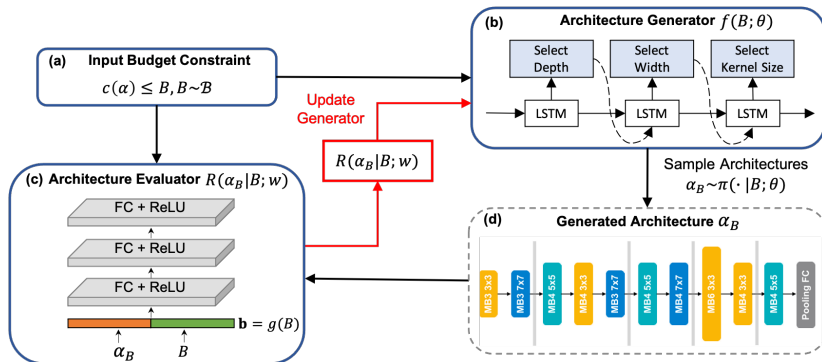 (a) Input Budget Constraint
c(α) ≤ B, B~ℬ
(b) Architecture Generator f(B; θ)
Select Depth
Select Width
Select Kernel Size
LSTM
LSTM
LSTM
Update Generator
R(α_B|B; w)
Sample Architectures
α_B~π(· |B; θ)
(c) Architecture Evaluator R(α_B|B; w)
FC + ReLU
FC + ReLU
FC + ReLU
b = g(B)
α_B
B
(d) Generated Architecture α_B
MB3 3x3
MB3 7x7
MB4 5x5
MB4 3x3
MB3 7x7
MB4 5x5
MB4 7x7
MB6 3x3
MB4 3x3
MB4 5x5
Pooling FC